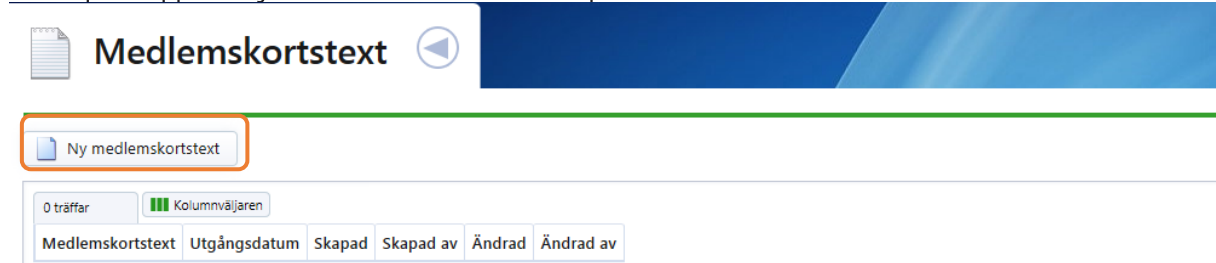 Medlemskortstext
Ny medlemskortstext
0 träffar Kolumnväljaren
Medlemskortstext Utgångsdatum Skapad Skapad av Ändrad Ändrad av